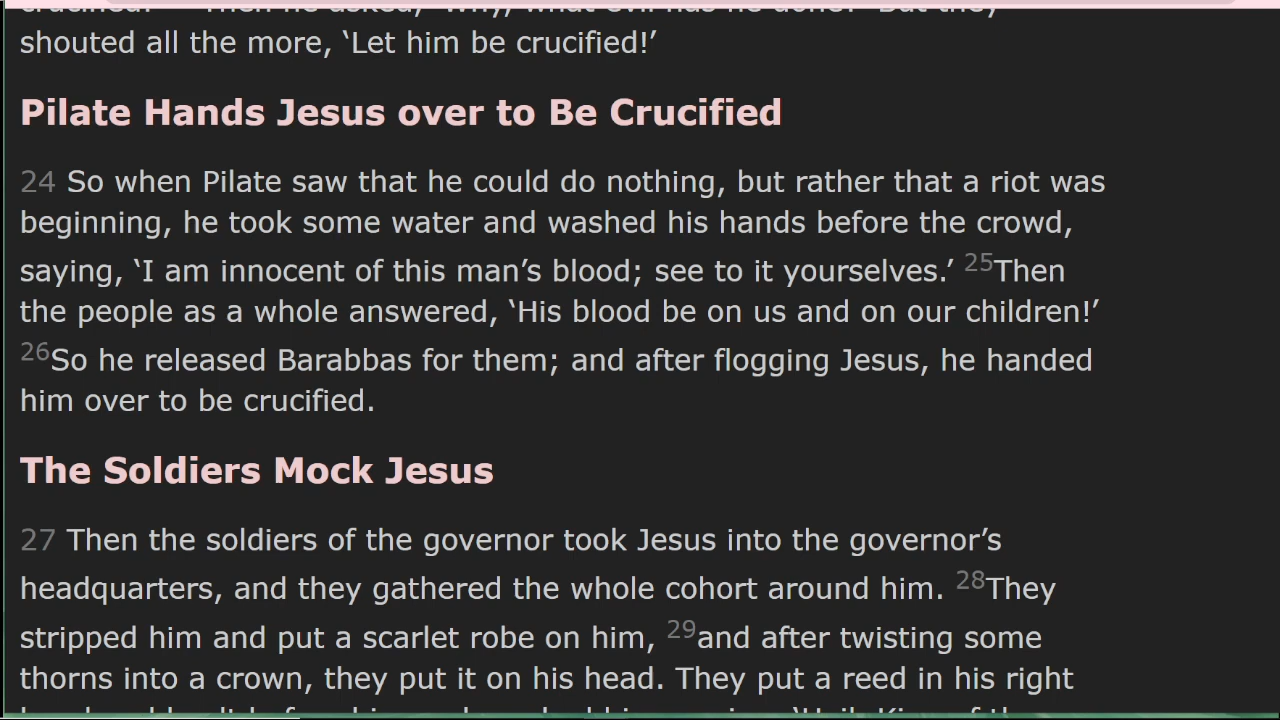 shouted all the more, ‘Let him be crucified!’
Pilate Hands Jesus over to Be Crucified
24 So when Pilate saw that he could do nothing, but rather that a riot was
beginning, he took some water and washed his hands before the crowd,
saying, ‘I am innocent of this man’s blood; see to it yourselves.’ 25Then
the people as a whole answered, ‘His blood be on us and on our children!’
26So he released Barabbas for them; and after flogging Jesus, he handed
him over to be crucified.
The Soldiers Mock Jesus
27 Then the soldiers of the governor took Jesus into the governor’s
headquarters, and they gathered the whole cohort around him. 28They
stripped him and put a scarlet robe on him, 29and after twisting some
thorns into a crown, they put it on his head. They put a reed in his right